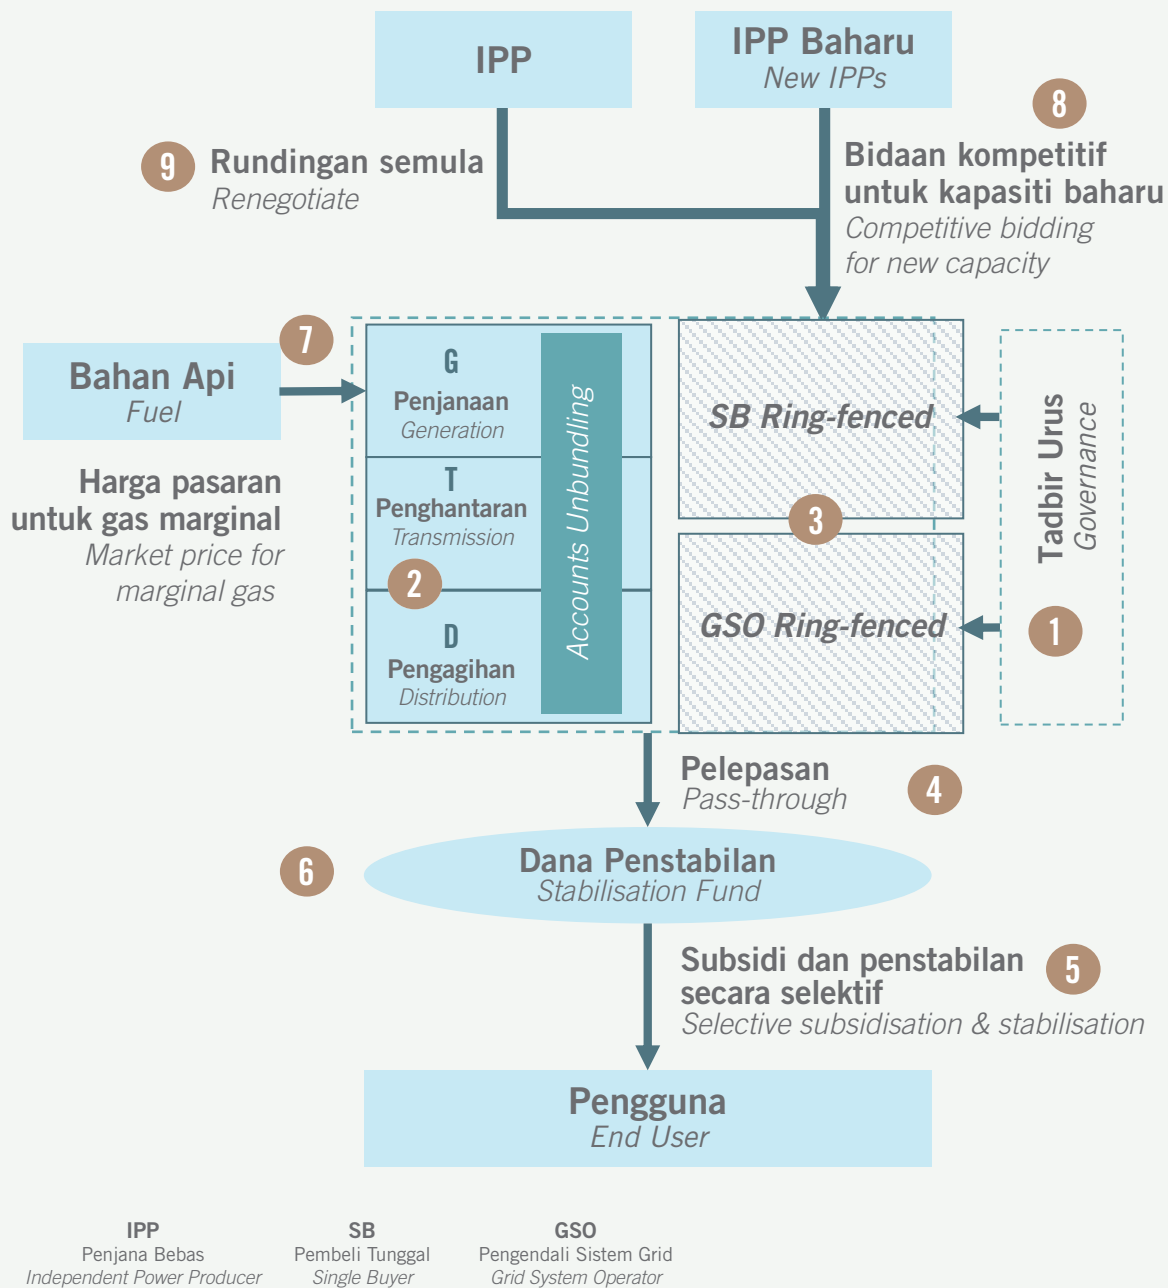 IPP
IPP Baharu
New IPPs
8
9
Rundingan semula
Renegotiate
Bidaan kompetitif
untuk kapasiti baharu
Competitive bidding
for new capacity
7
Bahan Api
Fuel
Harga pasaran
untuk gas marginal
Market price for
marginal gas
G
Penjanaan
Generation
T
Penghantaran
Transmission
2
D
Pengagihan
Distribution
Accounts Unbundling
SB Ring-fenced
3
GSO Ring-fenced
Tadbir Urus
Governance
1
Pelepasan
Pass-through
4
6
Dana Penstabilan
Stabilisation Fund
Subsidi dan penstabilan
secara selektif
Selective subsidisation & stabilisation
5
Pengguna
End User
IPP
Penjana Bebas
Independent Power Producer
SB
Pembeli Tunggal
Single Buyer
GSO
Pengendali Sistem Grid
Grid System Operator